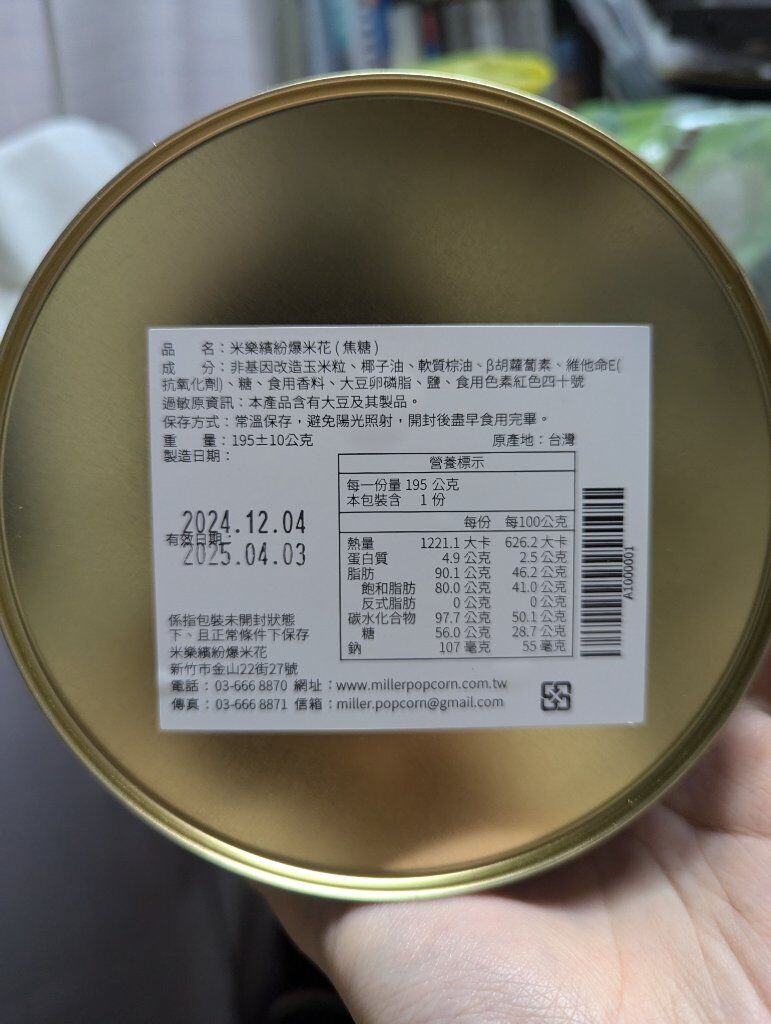 品　　名：米樂繽紛爆米花(焦糖)
成　　分：非基因改造玉米粒、椰子油、軟質棕油、β胡蘿蔔素、維他命E(
抗氧化劑)、糖、食用香料、大豆卵磷脂、鹽、食用色素紅色四十號
過敏原資訊：本產品含有大豆及其製品。
保存方式：常溫保存，避免陽光照射，開封後盡早食用完畢。
重　　量：195±10公克　　原產地：台灣
製造日期：
2024.12.04
有效日期：
2025.04.03
係指包裝未開封狀態
下、且正常條件下保存
營養標示
每一份量 195 公克
本包裝含　1 份
每份　每100公克
熱量　1221.1 大卡　626.2 大卡
蛋白質　4.9 公克　2.5 公克
脂肪　90.1 公克　46.2 公克
飽和脂肪　80.0 公克　41.0 公克
反式脂肪　0 公克　0 公克
碳水化合物　97.7 公克　50.1 公克
糖　56.0 公克　28.7 公克
鈉　107 毫克　55 毫克
A1000001
米樂繽紛爆米花
新竹市金山22街27號
電話：03-666 8870 網址：www.millerpopcorn.com.tw
傳真：03-666 8871 信箱：miller.popcorn@gmail.com